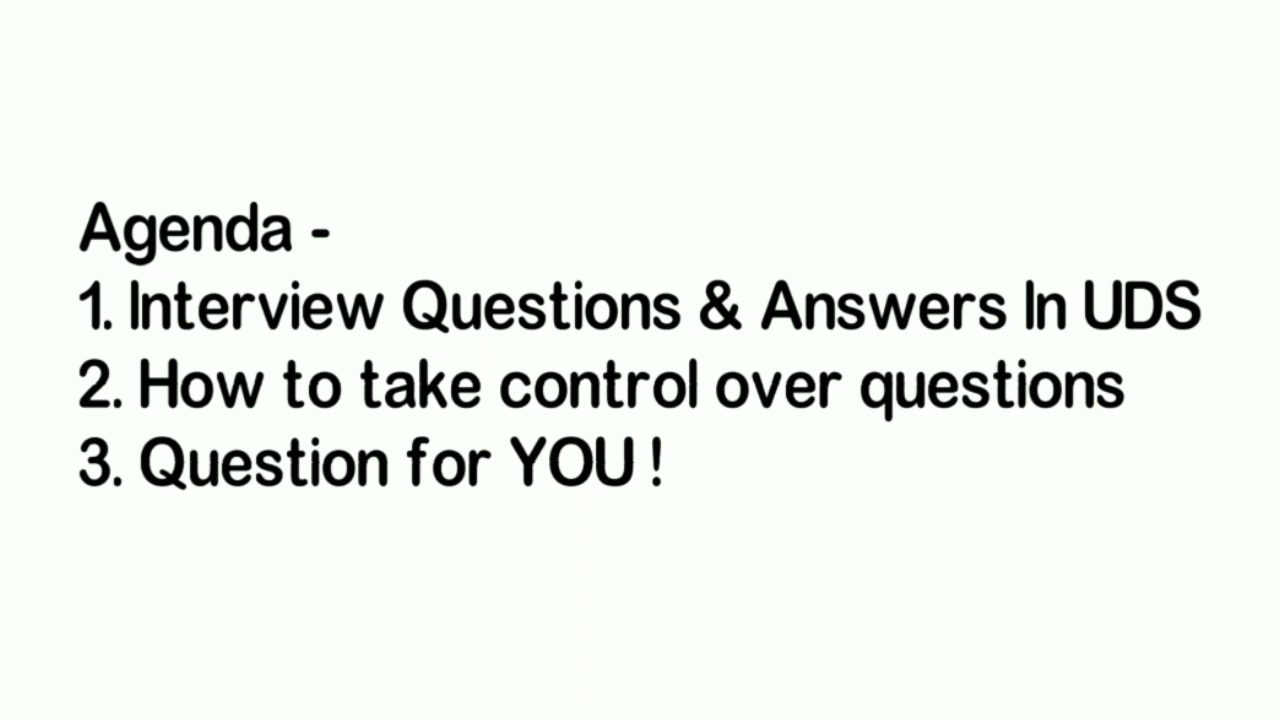 Agenda -
1. Interview Questions & Answers In UDS
2. How to take control over questions
3. Question for YOU !